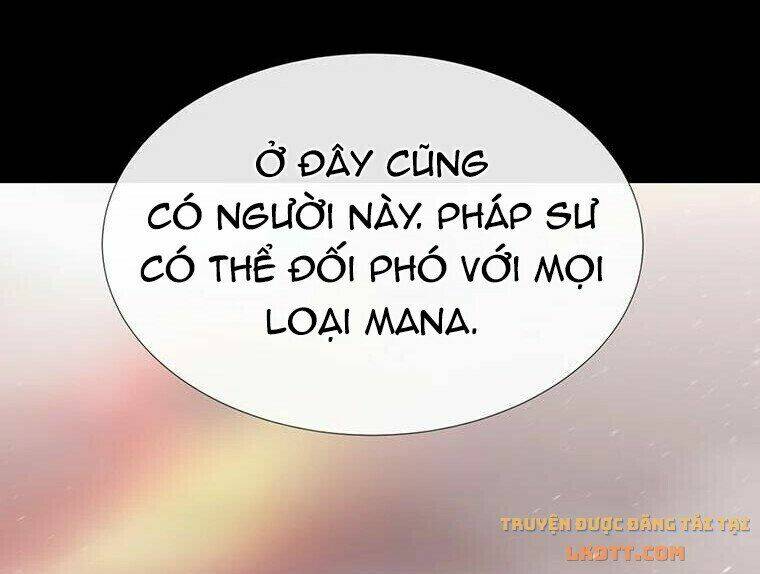 Ở ĐÂY CŨNG
CÓ NGƯỜI NÀY. PHÁP SƯ
CÓ THỂ ĐỐI PHÓ VỚI MỌI
LOẠI MANA.
TRUYỆN ĐƯỢC ĐĂNG TẢI TẠI
LKDTT.COM